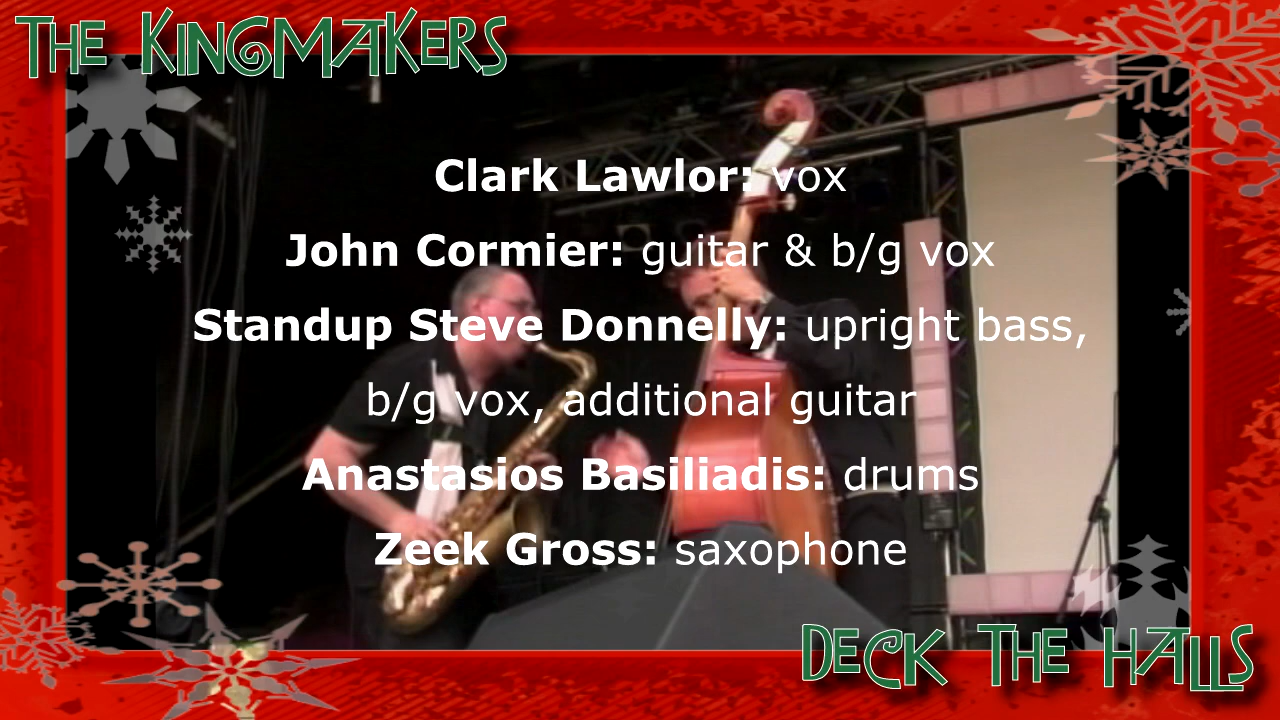 THE KINGMAKERS
Clark Lawlor: vox
John Cormier: guitar & b/g vox
Standup Steve Donnelly: upright bass,
b/g vox, additional guitar
Anastasios Basiliadis: drums
Zeek Gross: saxophone
DECK THE HALLS